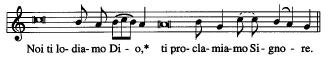 Noi ti lo-dia-mo Di - o,* ti pro-cla-mia-mo Si-gno - re.